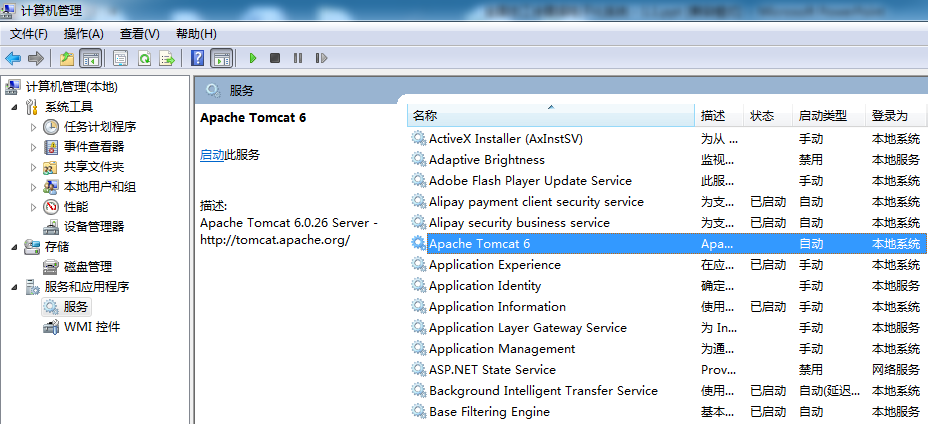 计算机管理
文件(F) 操作(A) 查看(V) 帮助(H)
计算机管理(本地)
系统工具
任务计划程序
事件查看器
共享文件夹
本地用户和组
性能
设备管理器
存储
磁盘管理
服务和应用程序
服务
WMI 控件
服务
Apache Tomcat 6
启动此服务
描述:
Apache Tomcat 6.0.26 Server -
http://tomcat.apache.org/
名称 描述 状态 启动类型 登录为
ActiveX Installer (AxInstSV) 为从 ... 手动 本地系统
Adaptive Brightness 监视... 禁用 本地服务
Adobe Flash Player Update Service 此服... 手动 本地系统
Alipay payment client security service 为支... 已启动 自动 本地系统
Alipay security business service 为支... 已启动 自动 本地系统
Apache Tomcat 6 Apa... 自动 本地系统
Application Experience 在应... 已启动 手动 本地系统
Application Identity 确定... 手动 本地服务
Application Information 使用... 已启动 手动 本地系统
Application Layer Gateway Service 为 In... 手动 本地服务
Application Management 为通... 手动 本地系统
ASP.NET State Service Prov... 禁用 网络服务
Background Intelligent Transfer Service 使用... 已启动 自动(延迟... 本地系统
Base Filtering Engine 基本... 已启动 自动 本地服务